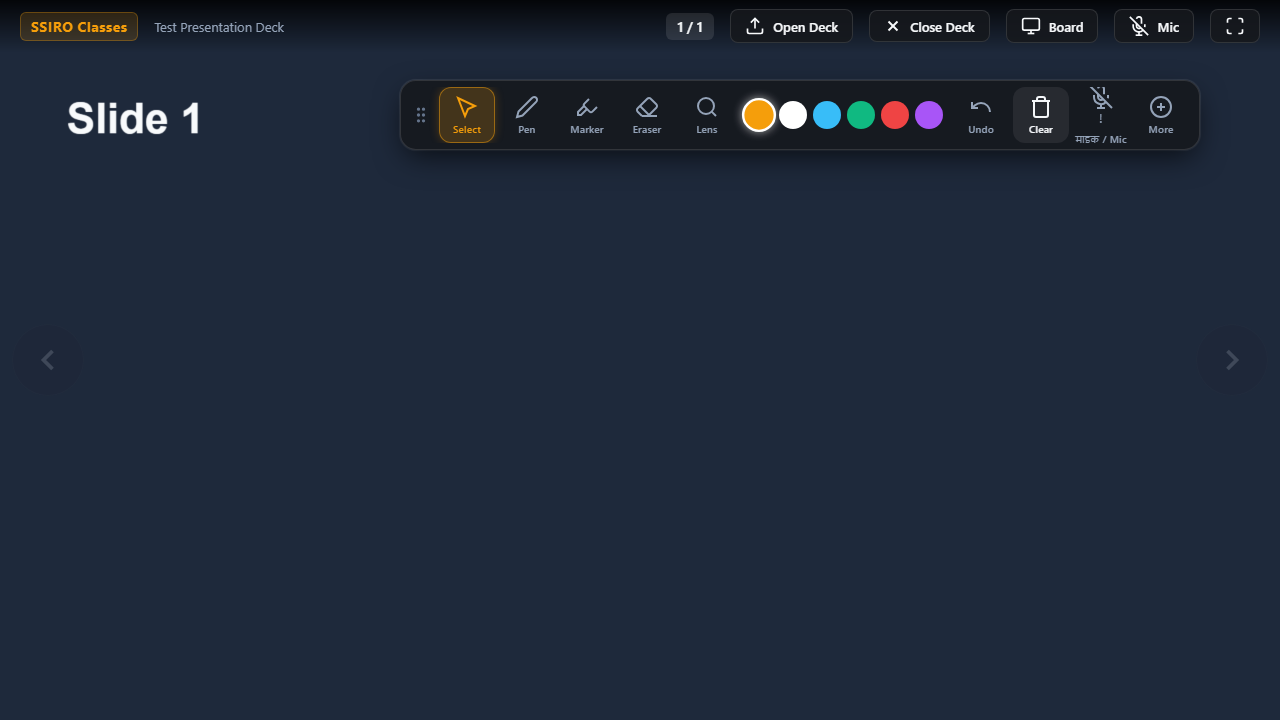 SSIRO Classes
Test Presentation Deck
1 / 1
Open Deck
Close Deck
Board
Mic
Slide 1
Select
Pen
Marker
Eraser
Lens
Undo
Clear
!
माइक / Mic
More